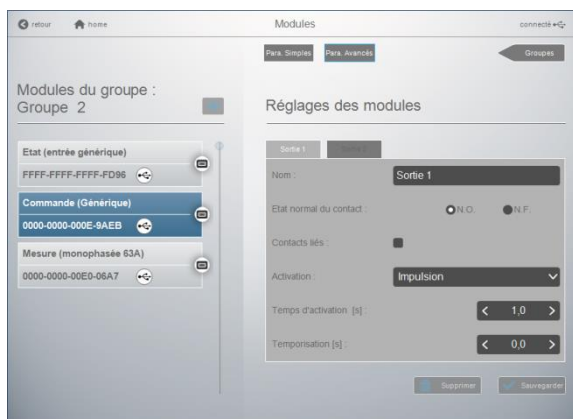 retour
home
Modules
connecté
Para. Simples
Para. Avancés
Groupes
Modules du groupe :
Groupe 2
Réglages des modules
Etat (entrée générique)
FFFF-FFFF-FFFF-FD96
Commande (Générique)
0000-0000-000E-9AEB
Mesure (monophasée 63A)
0000-0000-00E0-06A7
Sortie 1
Nom :
Sortie 1
Etat normal du contact :
N.O.
N.F.
Contacts liés :
Activation :
Impulsion
Temps d'activation [s] :
1,0
Temporisation [s] :
0,0
Supprimer
Sauvegarder